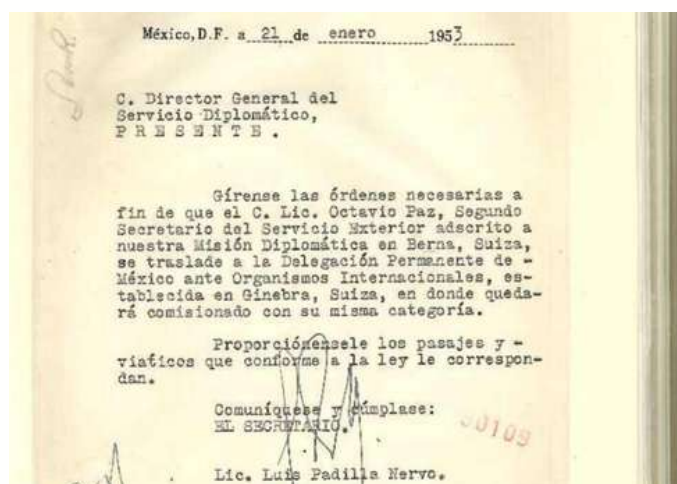 México, D.F. a 21 de enero 1953
C. Director General del
Servicio Diplomático,
P R E S E N T E .
Gírense las órdenes necesarias a
fin de que el C. Lic. Octavio Paz, Segundo
Secretario del Servicio Exterior adscrito a
nuestra Misión Diplomática en Berna, Suiza,
se traslade a la Delegación Permanente de -
México ante Organismos Internacionales, es-
tablecida en Ginebra, Suiza, en donde queda-
rá comisionado con su misma categoría.
Proporciónensele los pasajes y -
viáticos que conforme a la ley le correspon-
dan.
Comuníquese y cúmplase:
EL SECRETARIO.
00109
Lic. Luis Padilla Nervo.